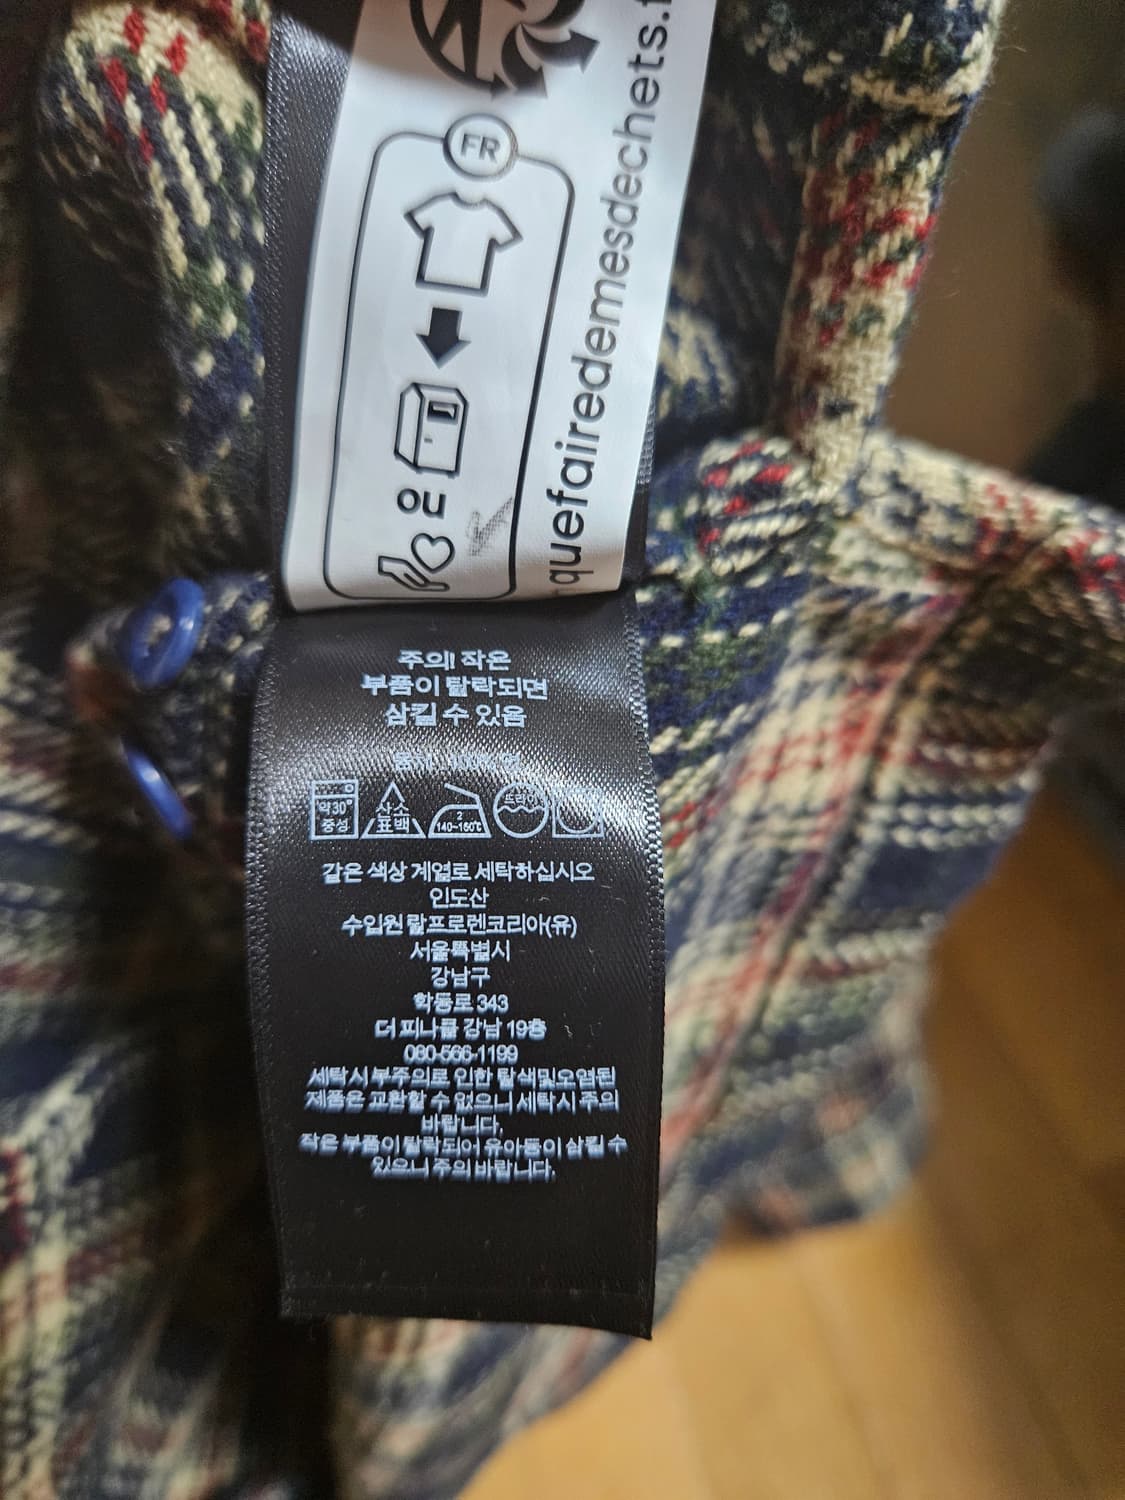 FR
ou
quefairedemesdechets.f
주의! 작은
부품이 탈락되면
삼킬 수 있음
약30°
중성
산소
표백
2
140~160℃
드라이
같은 색상 계열로 세탁하십시오
인도산
수입원 랄프로렌코리아(유)
서울특별시
강남구
학동로 343
더 피나클 강남 19층
080-566-1199
세탁시 부주의로 인한 탈색및오염된
제품은 교환할 수 없으니 세탁시 주의
바랍니다.
작은 부품이 탈락되어 유아동이 삼킬 수
있으니 주의 바랍니다.